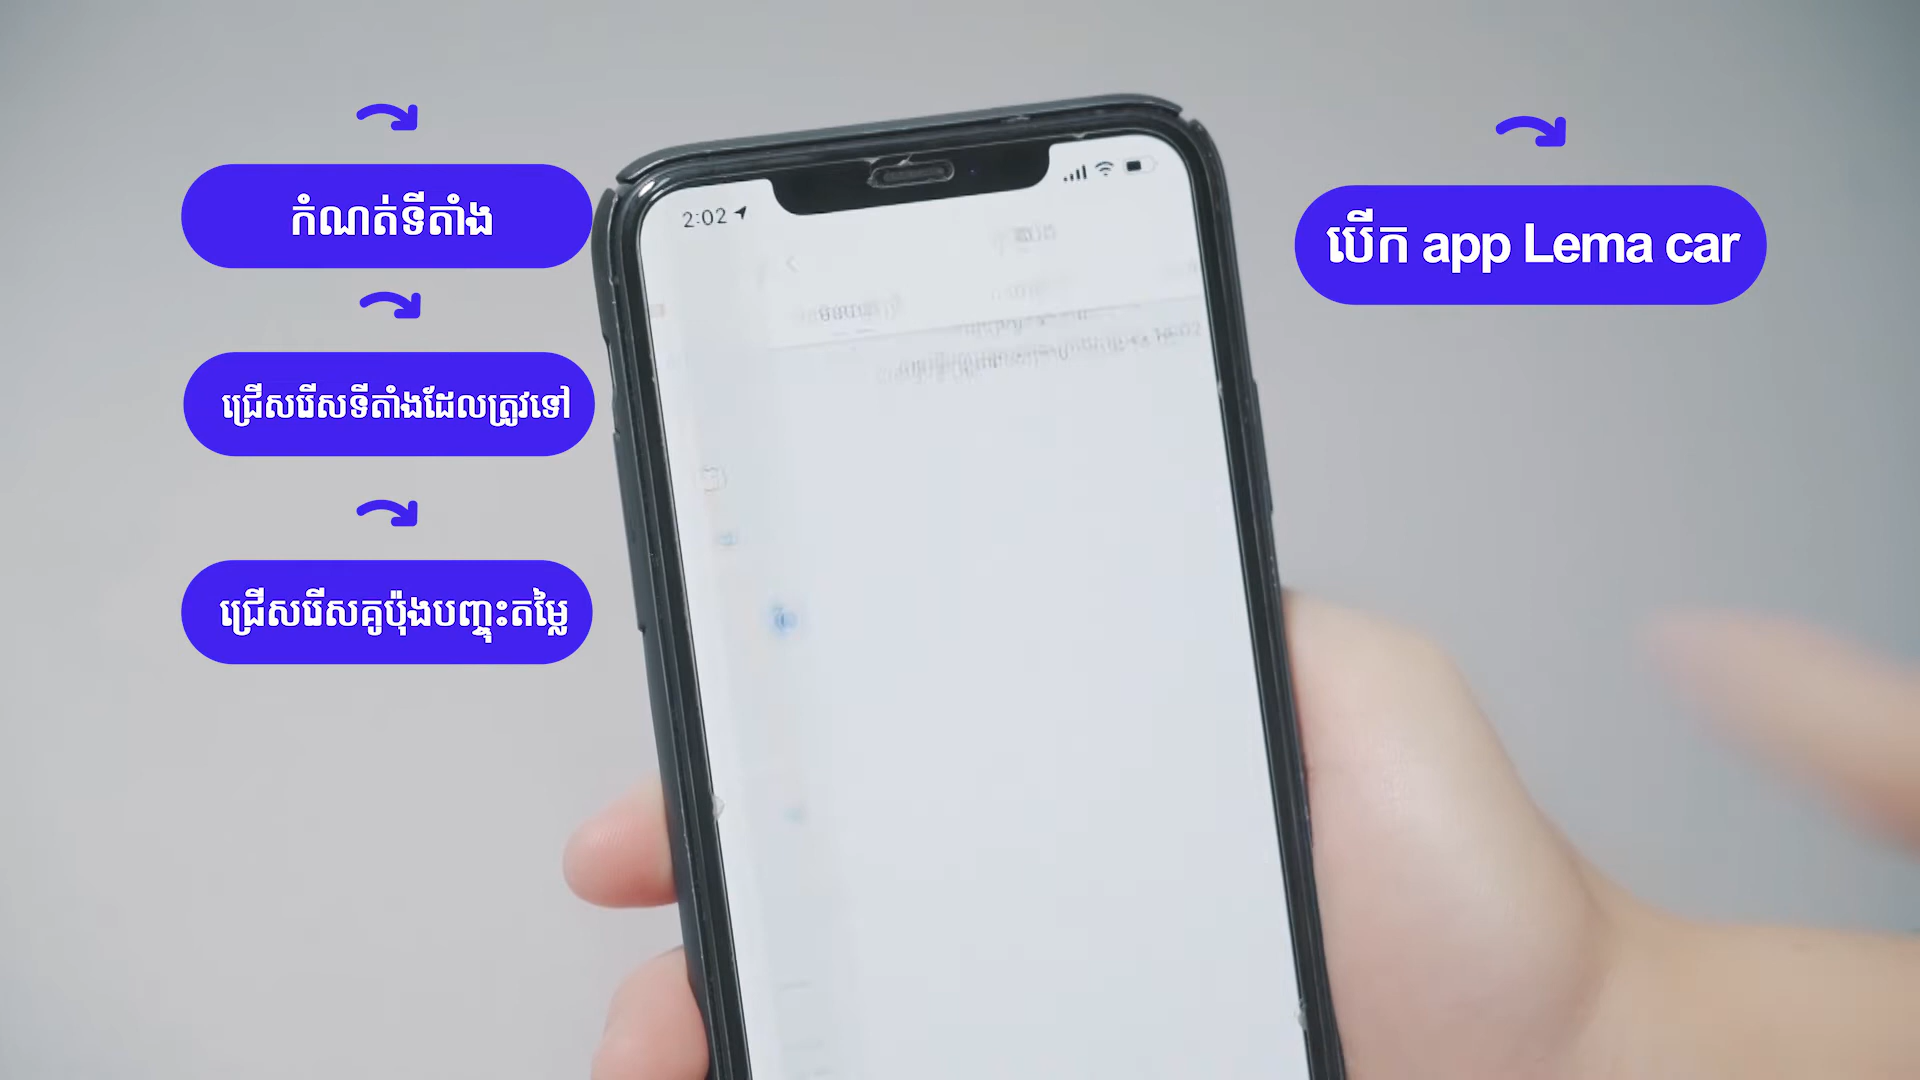 កំណត់ទីតាំង
ជ្រើសរើសទីតាំងដែលត្រូវទៅ
ជ្រើសរើសគូប៉ុងបញ្ចុះតម្លៃ
បើក app Lema car
2:02